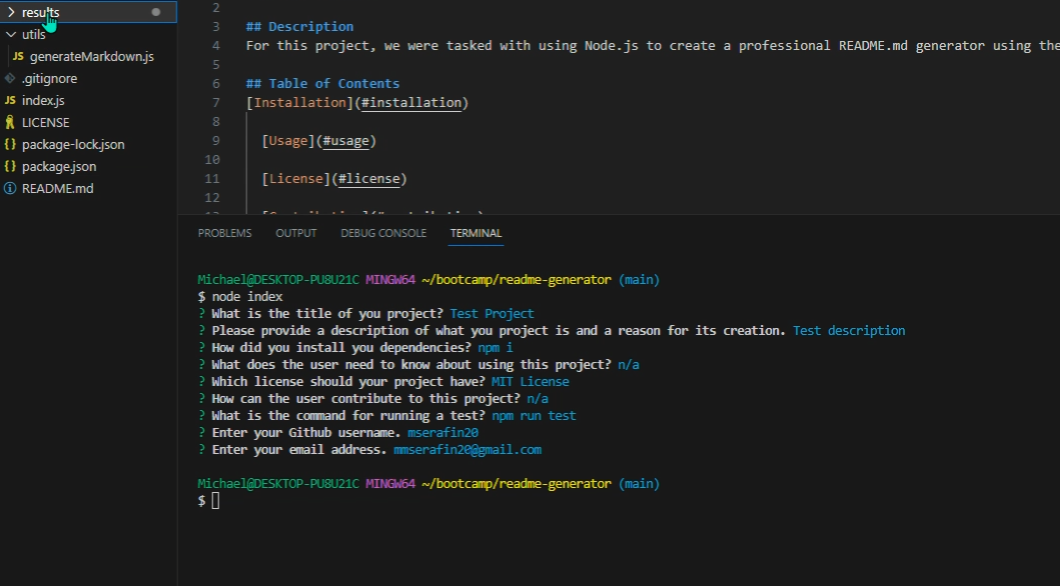 results
utils
JS generateMarkdown.js
.gitignore
JS index.js
LICENSE
{} package-lock.json
{} package.json
README.md
2
3 ## Description
4 For this project, we were tasked with using Node.js to create a professional README.md generator using the
5
6 ## Table of Contents
7 [Installation](#installation)
8
9 [Usage](#usage)
10
11 [License](#license)
12
PROBLEMS OUTPUT DEBUG CONSOLE TERMINAL
Michael@DESKTOP-PU8U21C MINGW64 ~/bootcamp/readme-generator (main)
$ node index
? What is the title of you project? Test Project
? Please provide a description of what you project is and a reason for its creation. Test description
? How did you install you dependencies? npm i
? What does the user need to know about using this project? n/a
? Which license should your project have? MIT License
? How can the user contribute to this project? n/a
? What is the command for running a test? npm run test
? Enter your Github username. mserafin20
? Enter your email address. mmserafin20@gmail.com
Michael@DESKTOP-PU8U21C MINGW64 ~/bootcamp/readme-generator (main)
$